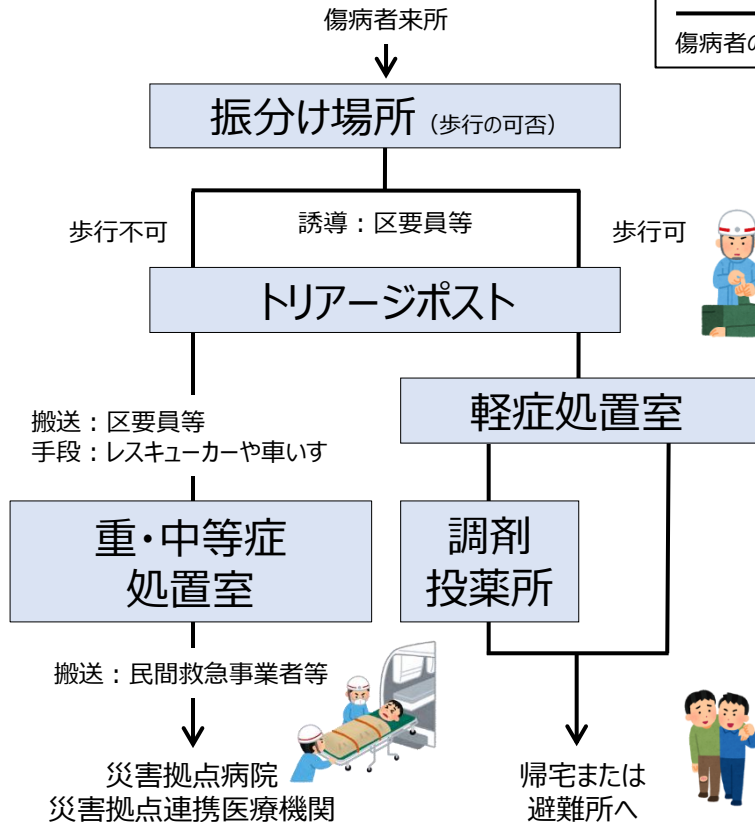 傷病者来所
傷病者の
振分け場所（歩行の可否）
歩行不可
誘導：区要員等
歩行可
トリアージポスト
搬送：区要員等
手段：レスキューカーや車いす
軽症処置室
重・中等症
処置室
調剤
投薬所
搬送：民間救急事業者等
災害拠点病院
災害拠点連携医療機関
帰宅または
避難所へ